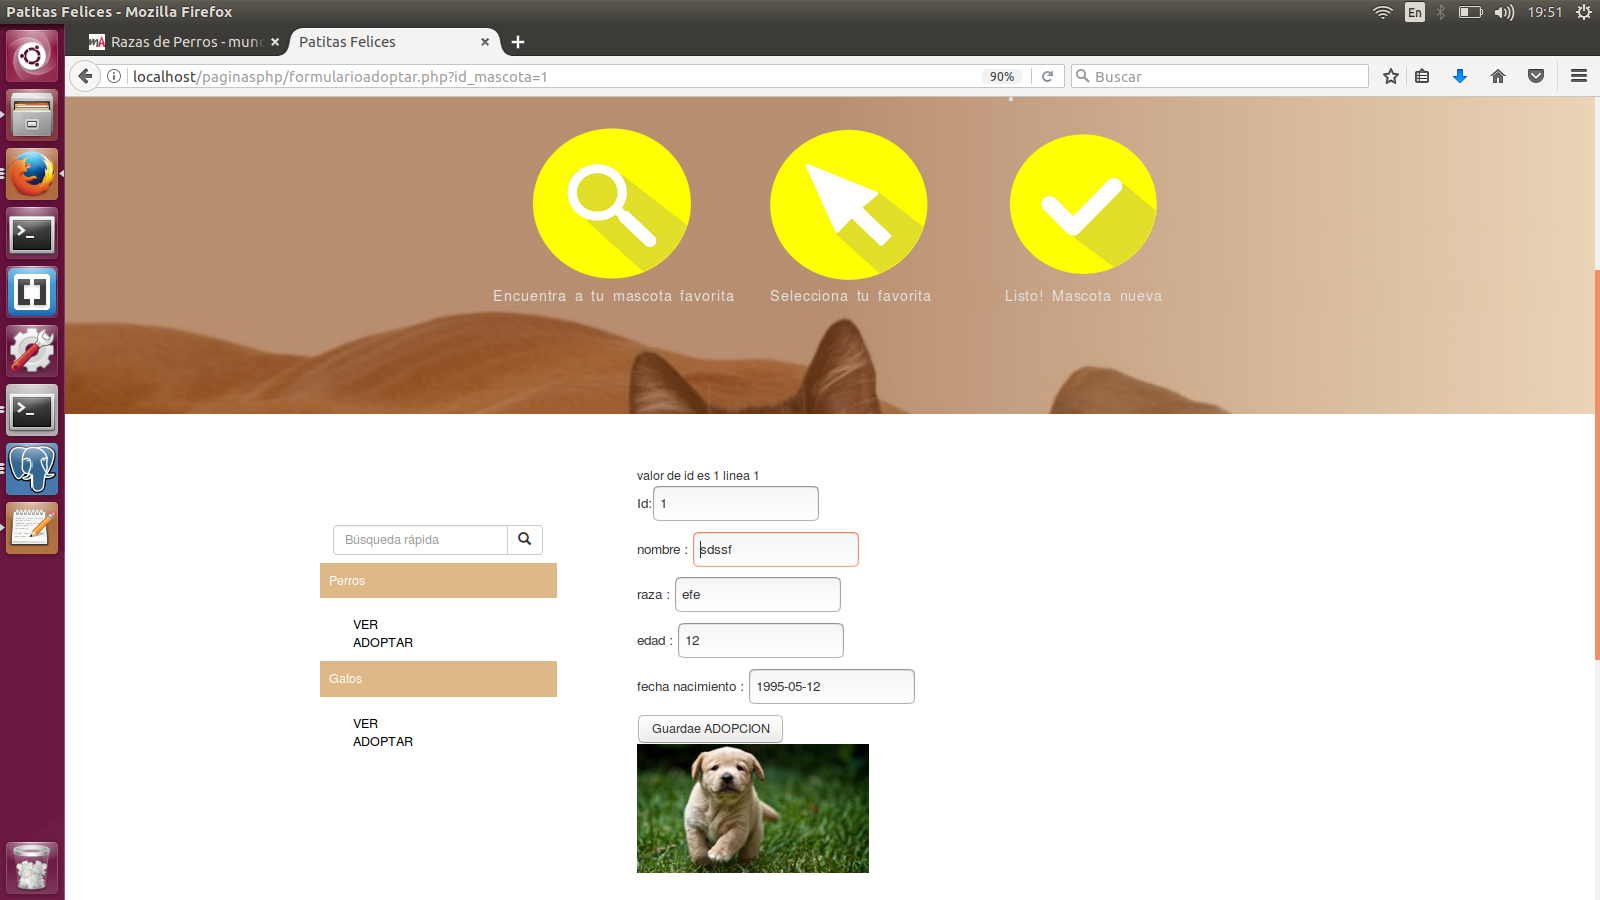 Patitas Felices - Mozilla Firefox
En
19:51
Razas de Perros - mun
Patitas Felices
localhost/paginasphp/formularioadoptar.php?id_mascota=1
90%
Buscar
Encuentra a tu mascota favorita
Selecciona tu favorita
Listo! Mascota nueva
valor de id es 1 linea 1
Id: 1
Búsqueda rápida
nombre : sdssf
Perros
raza : efe
VER
ADOPTAR
edad : 12
Gatos
fecha nacimiento : 1995-05-12
VER
ADOPTAR
Guardae ADOPCION